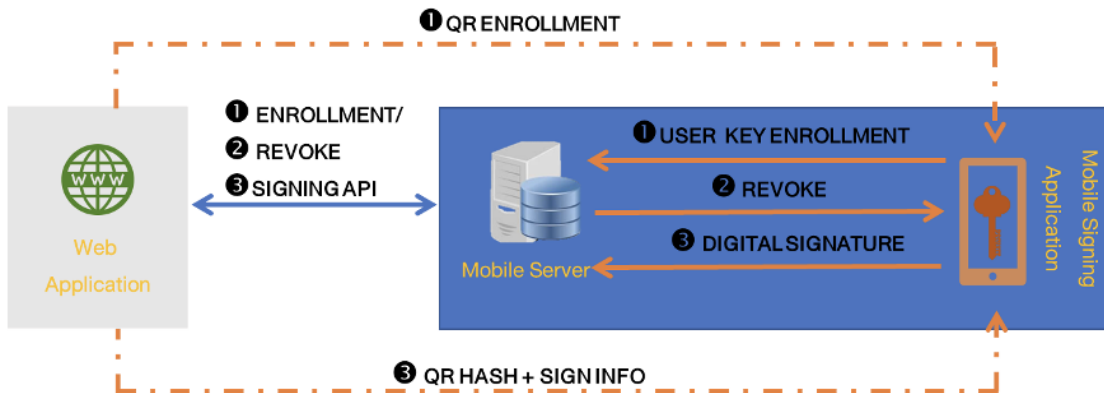 ❶ QR ENROLLMENT
❶ ENROLLMENT/
❷ REVOKE
❸ SIGNING API
WWW
Web
Application
❶ USER KEY ENROLLMENT
❷ REVOKE
❸ DIGITAL SIGNATURE
Mobile Server
Mobile Signing
Application
❸ QR HASH + SIGN INFO